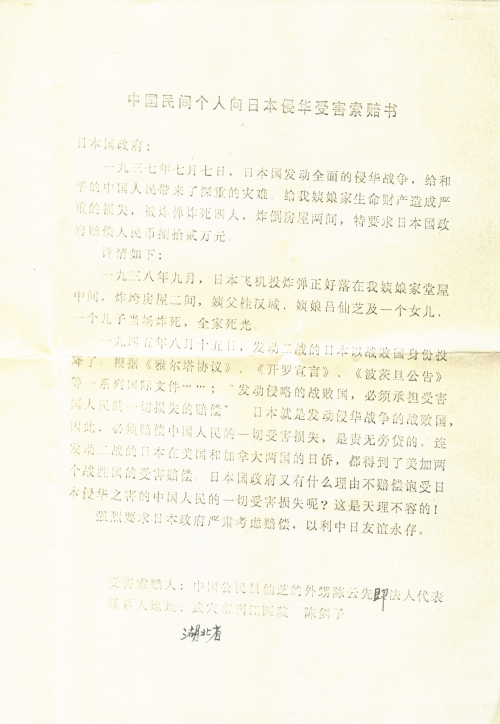 中国民间个人向日本侵华受害索赔书
日本国政府：
一九三七年七月七日，日本国发动全面的侵华战争，给和
平的中国人民带来了深重的灾难。给我姨娘家生命财产造成严
重的损失，被炸弹炸死四人，炸倒房屋两间，特要求日本国政
府赔偿人民币捌拾贰万元。
详情如下：
一九三八年九月，日本飞机投炸弹正好落在我姨娘家堂屋
中间，炸垮房屋二间，姨父桂汉城、姨娘吕仙芝及一个女儿、
一个儿子当场炸死，全家死光。
一九四五年八月十五日，发动二战的日本以战败国身份投
降了。根据《雅尔塔协议》、《开罗宣言》、《波茨旦公告》
等一系列国际文件……；“发动侵略的战败国，必须承担受害
国人民的一切损失的赔偿” 日本就是发动侵华战争的战败国，
因此，必须赔偿中国人民的一切受害损失，是责无旁贷的。连
发动二战的日本在美国和加拿大两国的日侨，都得到了美加两
个战胜国的受害赔偿。日本国政府又有什么理由不赔偿饱受日
本侵华之害的中国人民的一切受害损失呢？这是天理不容的！
强烈要求日本政府严肃考虑赔偿，以利中日友谊永存。
受害索赔人：中国公民吕仙芝的外甥陈云先即法人代表
联系人地址：武穴市利江医院 陈剑子
湖北省